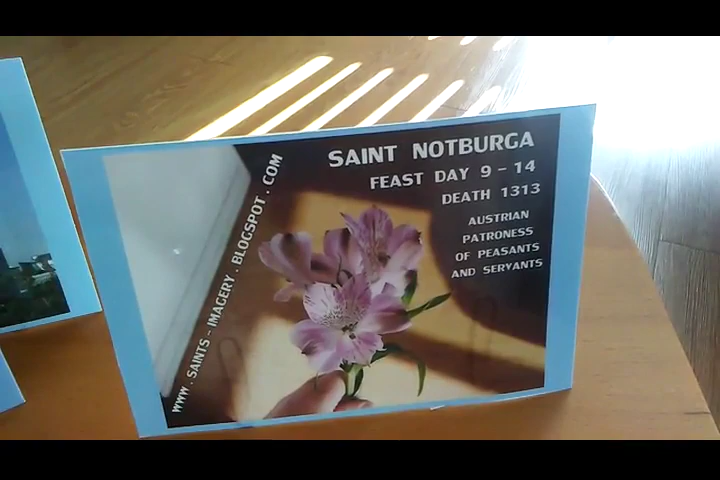 SAINT NOTBURGA
FEAST DAY 9 - 14
DEATH 1313
AUSTRIAN
PATRONESS
OF PEASANTS
AND SERVANTS
WWW . SAINTS - IMAGERY . BLOGSPOT . COM